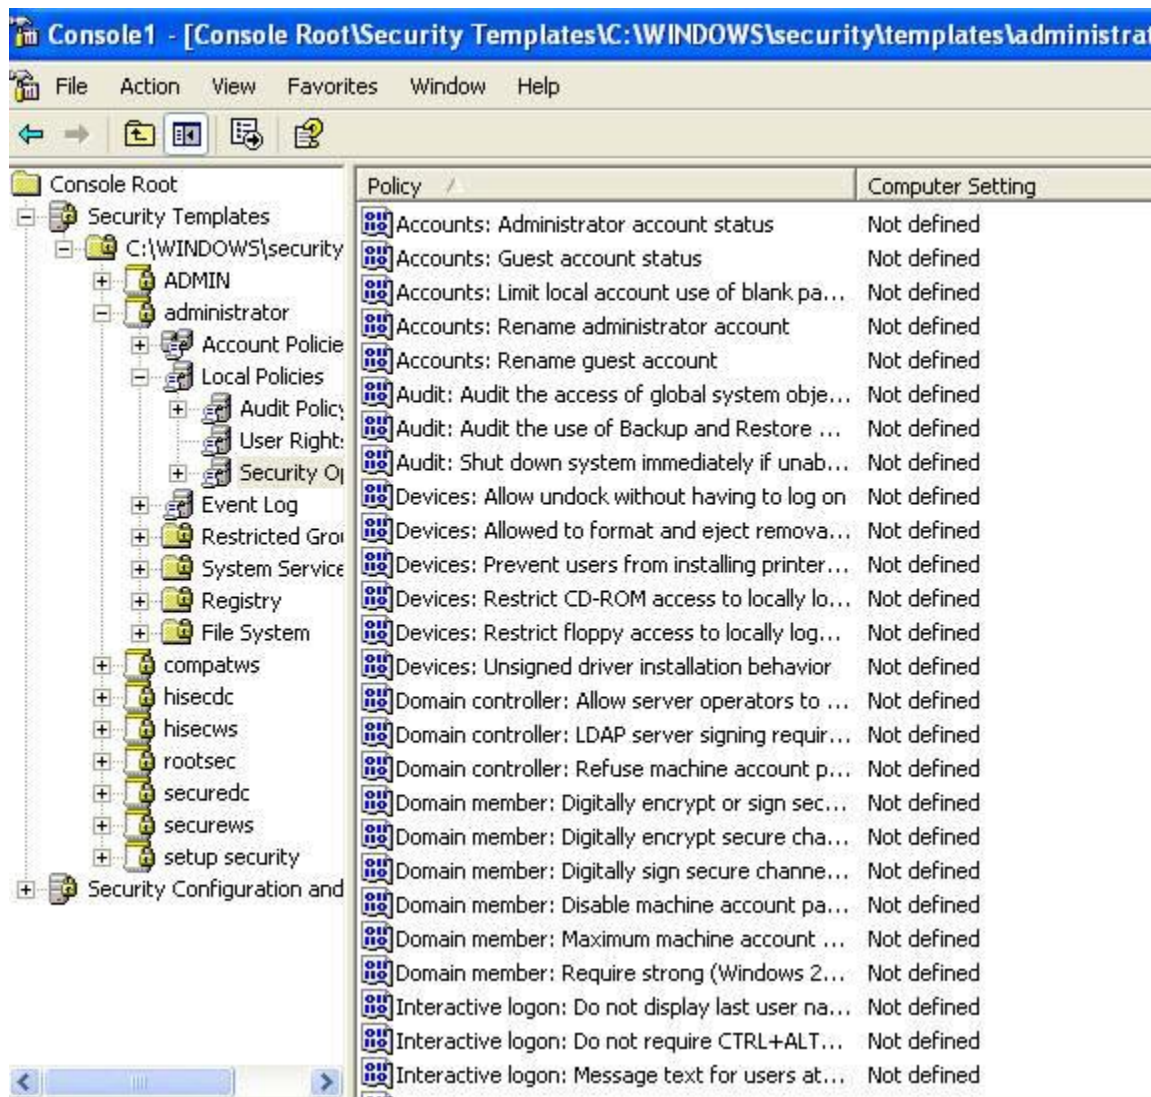 Console1 - [Console Root\Security Templates\C:\WINDOWS\security\templates\administrat
File Action View Favorites Window Help
Console Root
Security Templates
C:\WINDOWS\security
ADMIN
administrator
Account Policie
Local Policies
Audit Policy
User Rights
Security Op
Event Log
Restricted Grou
System Service
Registry
File System
compatws
hisecdc
hisecws
rootsec
securedc
securews
setup security
Security Configuration and
Policy Computer Setting
Accounts: Administrator account status Not defined
Accounts: Guest account status Not defined
Accounts: Limit local account use of blank pa... Not defined
Accounts: Rename administrator account Not defined
Accounts: Rename guest account Not defined
Audit: Audit the access of global system obje... Not defined
Audit: Audit the use of Backup and Restore ... Not defined
Audit: Shut down system immediately if unab... Not defined
Devices: Allow undock without having to log on Not defined
Devices: Allowed to format and eject remova... Not defined
Devices: Prevent users from installing printer... Not defined
Devices: Restrict CD-ROM access to locally lo... Not defined
Devices: Restrict floppy access to locally log... Not defined
Devices: Unsigned driver installation behavior Not defined
Domain controller: Allow server operators to ... Not defined
Domain controller: LDAP server signing requir... Not defined
Domain controller: Refuse machine account p... Not defined
Domain member: Digitally encrypt or sign sec... Not defined
Domain member: Digitally encrypt secure cha... Not defined
Domain member: Digitally sign secure channe... Not defined
Domain member: Disable machine account pa... Not defined
Domain member: Maximum machine account ... Not defined
Domain member: Require strong (Windows 2... Not defined
Interactive logon: Do not display last user na... Not defined
Interactive logon: Do not require CTRL+ALT... Not defined
Interactive logon: Message text for users at... Not defined